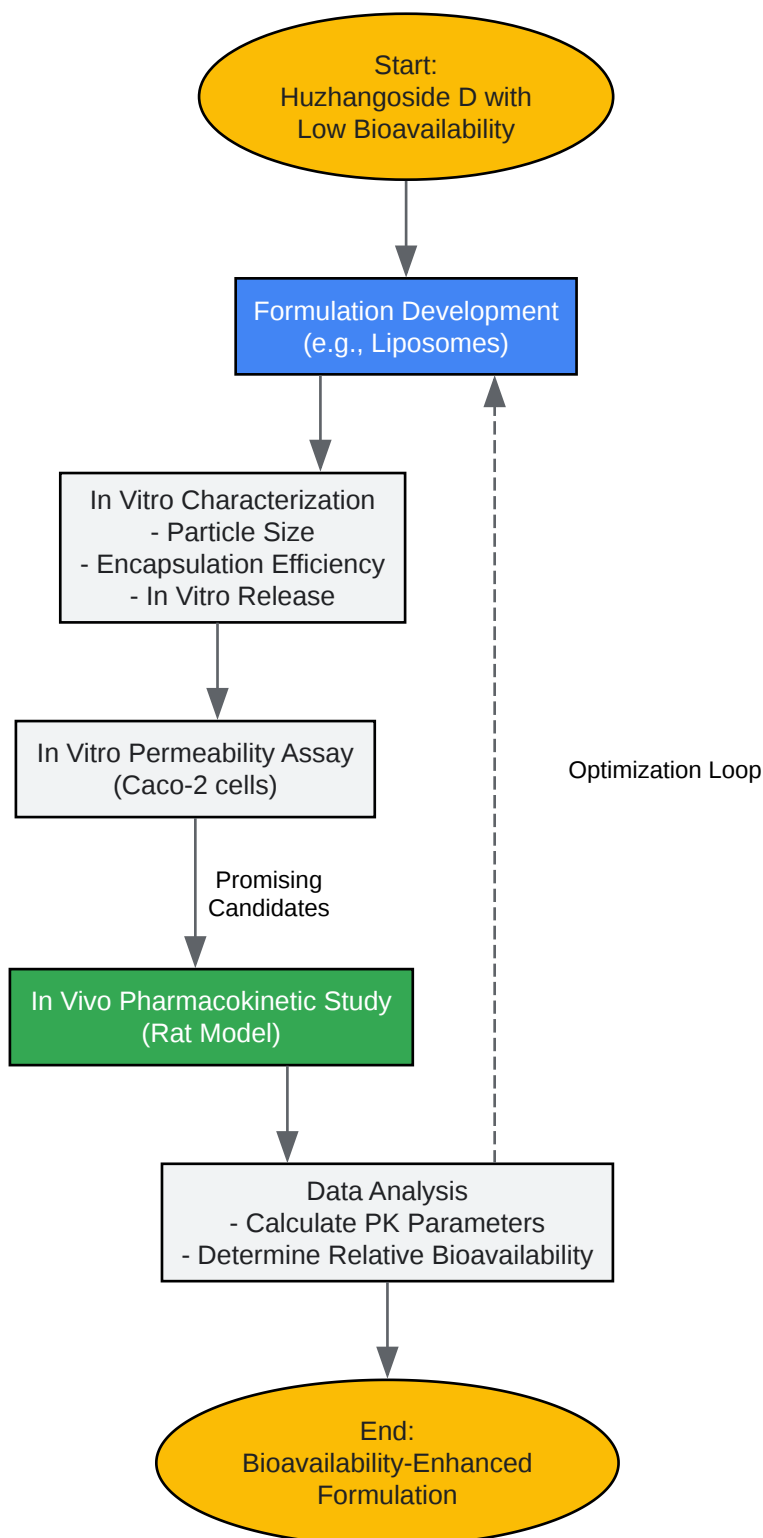 Start:
Huzhangoside D with
Low Bioavailability
Formulation Development
(e.g., Liposomes)
In Vitro Characterization
- Particle Size
- Encapsulation Efficiency
- In Vitro Release
In Vitro Permeability Assay
(Caco-2 cells)
Optimization Loop
Promising
Candidates
In Vivo Pharmacokinetic Study
(Rat Model)
Data Analysis
- Calculate PK Parameters
- Determine Relative Bioavailability
End:
Bioavailability-Enhanced
Formulation